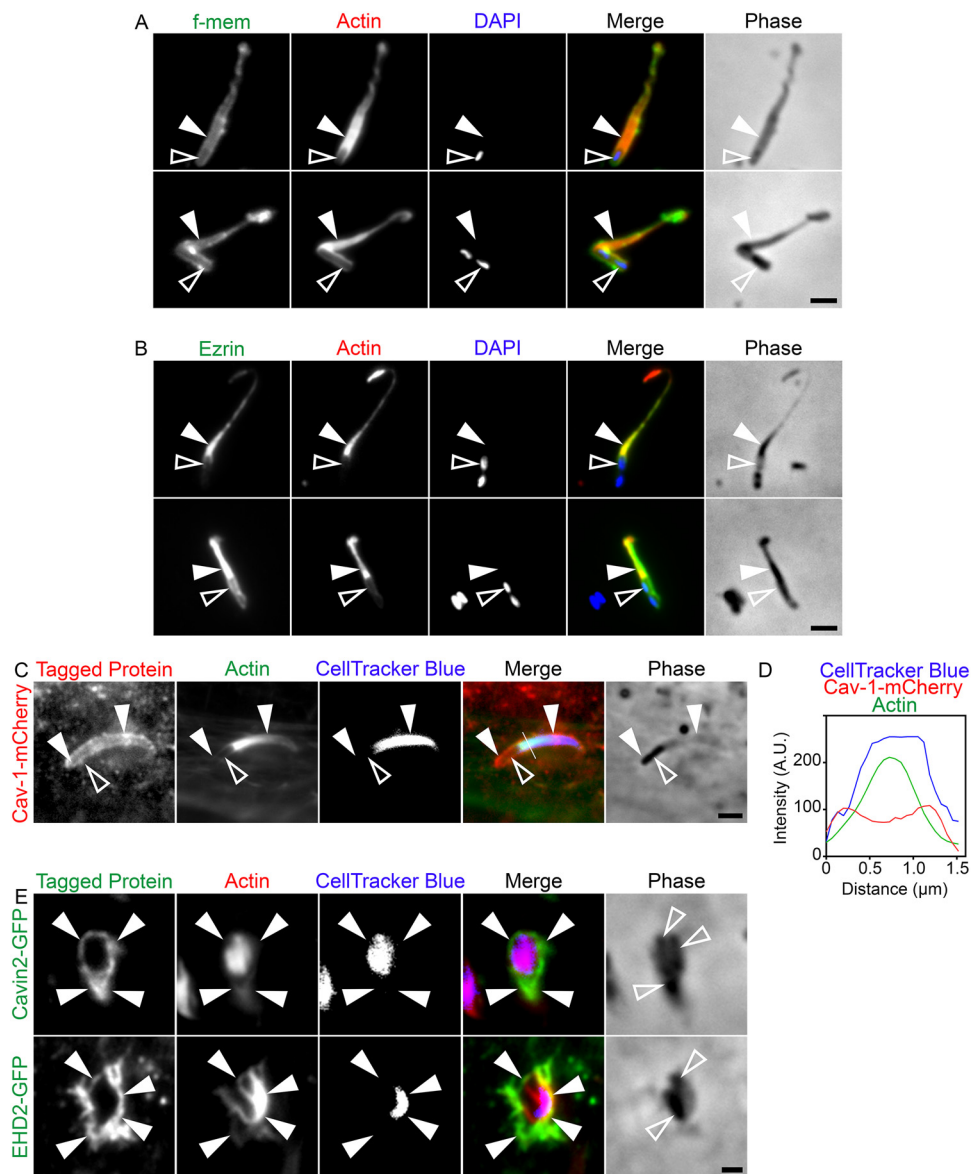 A
f-mem Actin DAPI Merge Phase
B
Ezrin Actin DAPI Merge Phase
C Tagged Protein Actin CellTracker Blue Merge Phase
Cav-1-mCherry
D CellTracker Blue
Cav-1-mCherry
Actin
Intensity (A.U.)
200
100
0
0 0.5 1.0 1.5
Distance (µm)
E
Tagged Protein Actin CellTracker Blue Merge Phase
Cavin2-GFP
EHD2-GFP